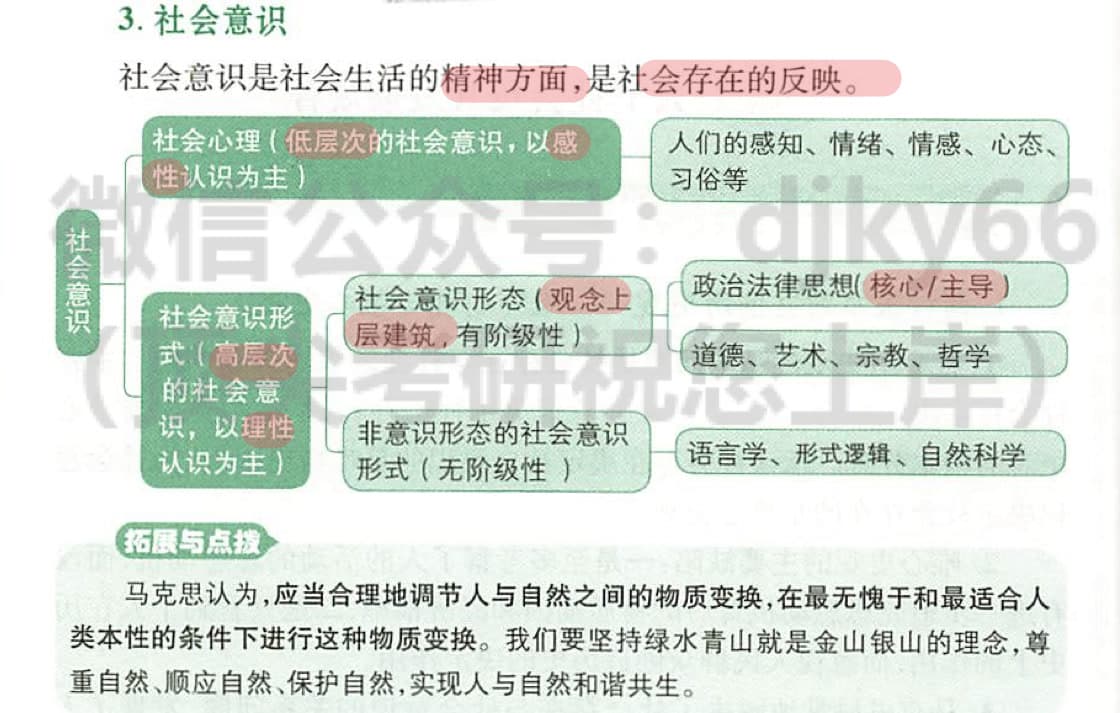 3. 社会意识
社会意识是社会生活的精神方面,是社会存在的反映。
社会心理(低层次的社会意识,以感
性认识为主)
人们的感知、情绪、情感、心态、
习俗等
微信公众号: djky66
社会意识
社会意识形
式(高层次
的社会意
识,以理性
认识为主)
社会意识形态(观念上
层建筑,有阶级性)
政治法律思想(核心/主导)
道德、艺术、宗教、哲学
考研祝您上岸)
非意识形态的社会意识
形式(无阶级性)
语言学、形式逻辑、自然科学
拓展与点拨
马克思认为,应当合理地调节人与自然之间的物质变换,在最无愧于和最适合人
类本性的条件下进行这种物质变换。我们要坚持绿水青山就是金山银山的理念,尊
重自然、顺应自然、保护自然,实现人与自然和谐共生。